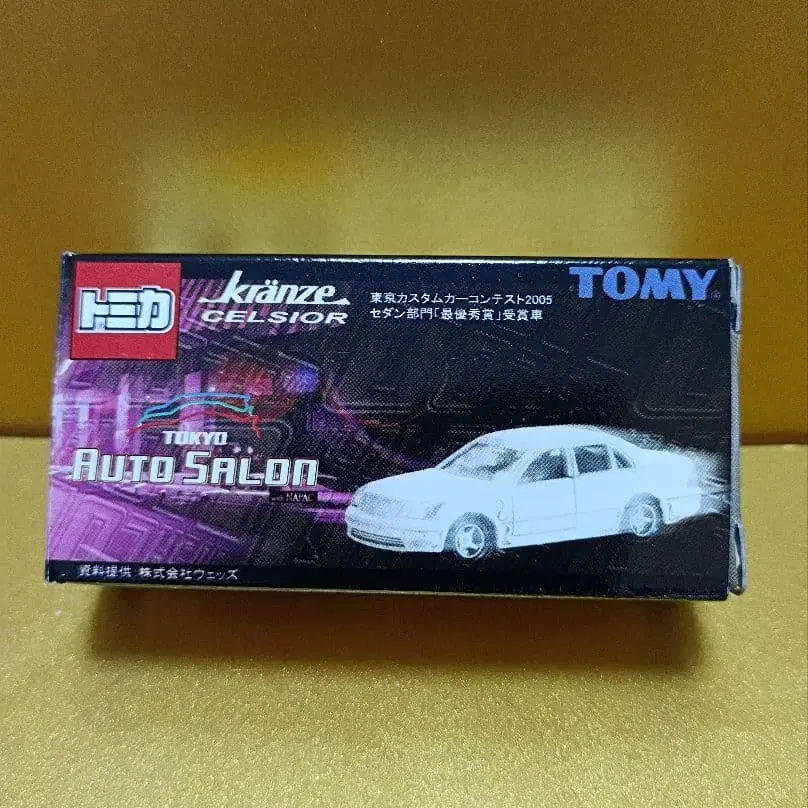 トミカ
kränze
CELSIOR
東京カスタムカーコンテスト2005
セダン部門「最優秀賞」受賞車
TOMY
TOKYO
AUTO SALON
with NAPAC
資料提供 株式会社ウェッズ